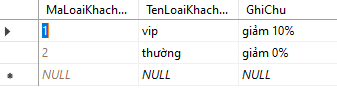 MaLoaiKhach... TenLoaiKhach... GhiChu
1 vip giảm 10%
2 thường giảm 0%
NULL NULL NULL